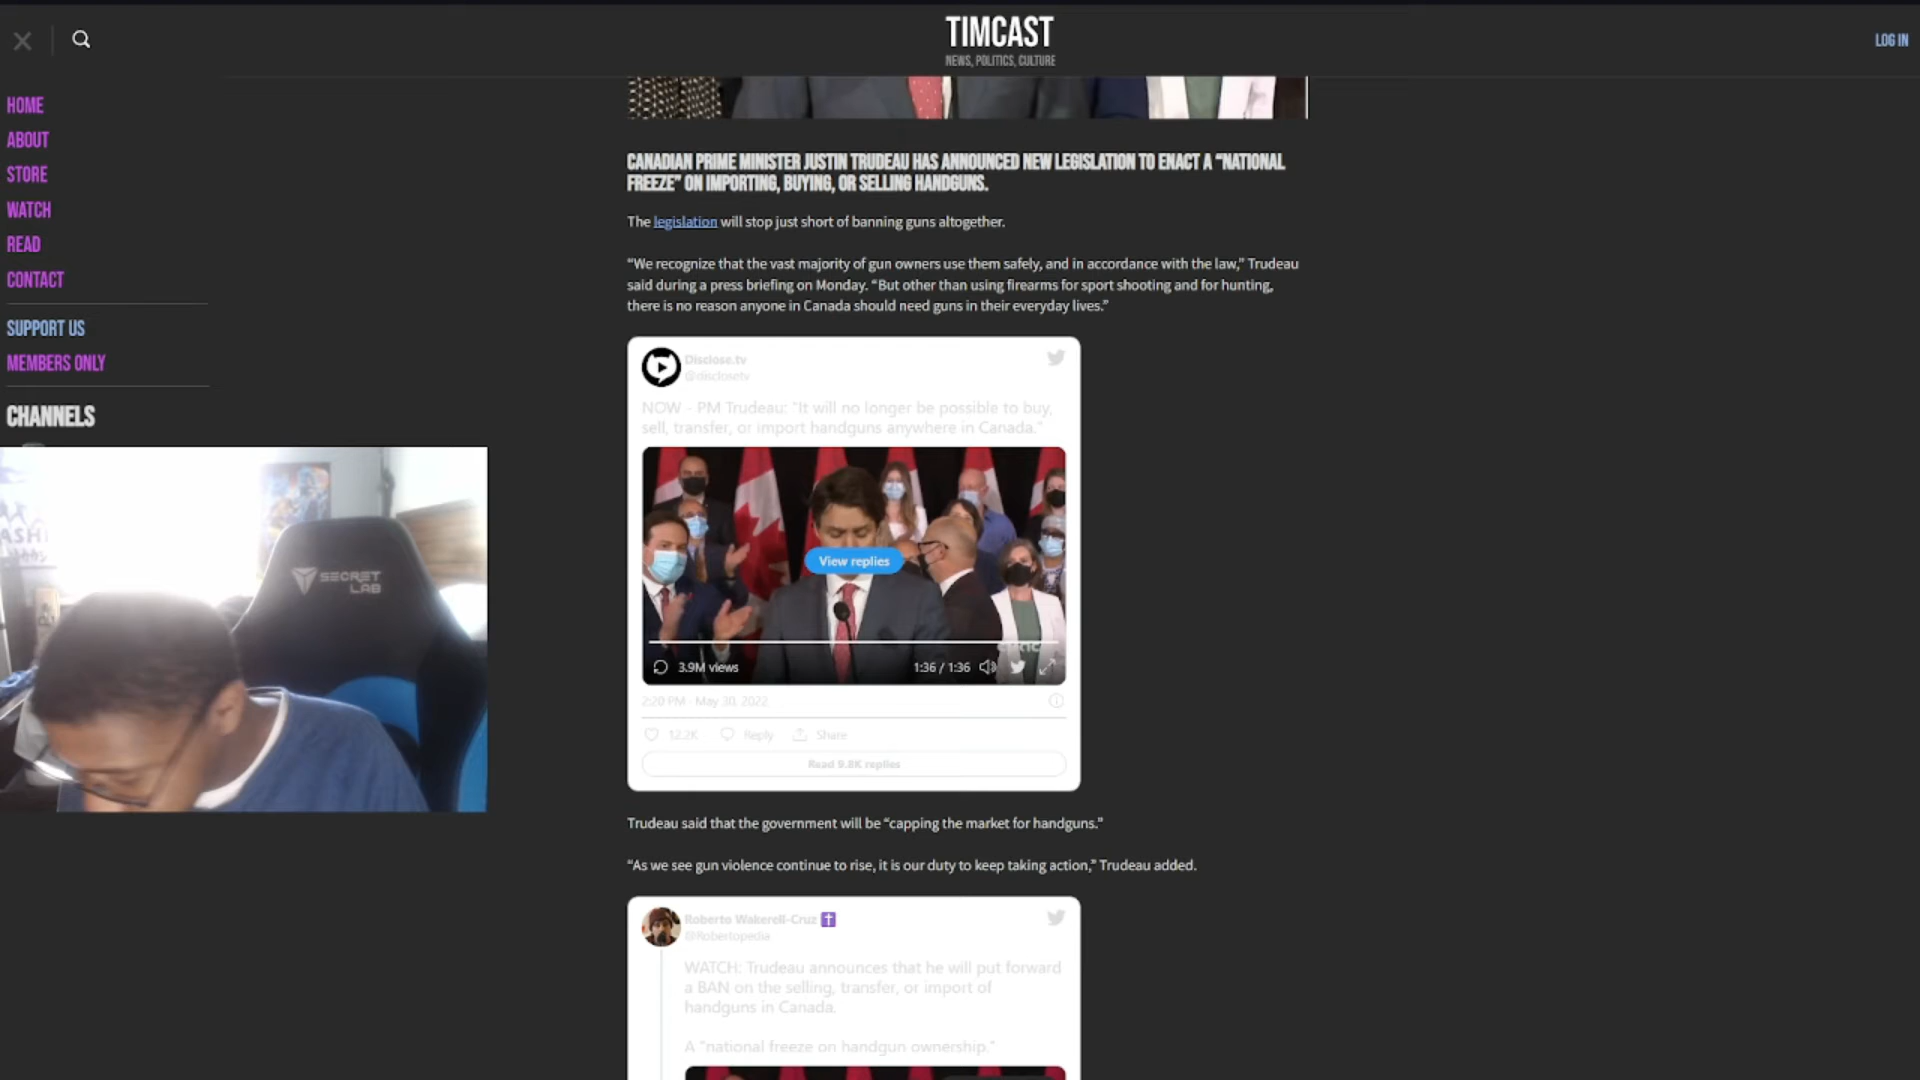 TIMCAST
NEWS, POLITICS, CULTURE
LOG IN
HOME
ABOUT
STORE
WATCH
READ
CONTACT
SUPPORT US
MEMBERS ONLY
CHANNELS
SECRET
LAB
CANADIAN PRIME MINISTER JUSTIN TRUDEAU HAS ANNOUNCED NEW LEGISLATION TO ENACT A “NATIONAL
FREEZE” ON IMPORTING, BUYING, OR SELLING HANDGUNS.
The legislation will stop just short of banning guns altogether.
“We recognize that the vast majority of gun owners use them safely, and in accordance with the law,” Trudeau
said during a press briefing on Monday. “But other than using firearms for sport shooting and for hunting,
there is no reason anyone in Canada should need guns in their everyday lives.”
Disclose.tv
@disclosetv
NOW - PM Trudeau: "It will no longer be possible to buy,
sell, transfer, or import handguns anywhere in Canada."
View replies
3.9M views
1:36 / 1:36
2:20 PM · May 30, 2022
12.2K
Reply
Share
Read 9.8K replies
Trudeau said that the government will be “capping the market for handguns.”
“As we see gun violence continue to rise, it is our duty to keep taking action,” Trudeau added.
Roberto Wakerell-Cruz
@Robertopedia
WATCH: Trudeau announces that he will put forward
a BAN on the selling, transfer, or import of
handguns in Canada.
A "national freeze on handgun ownership."